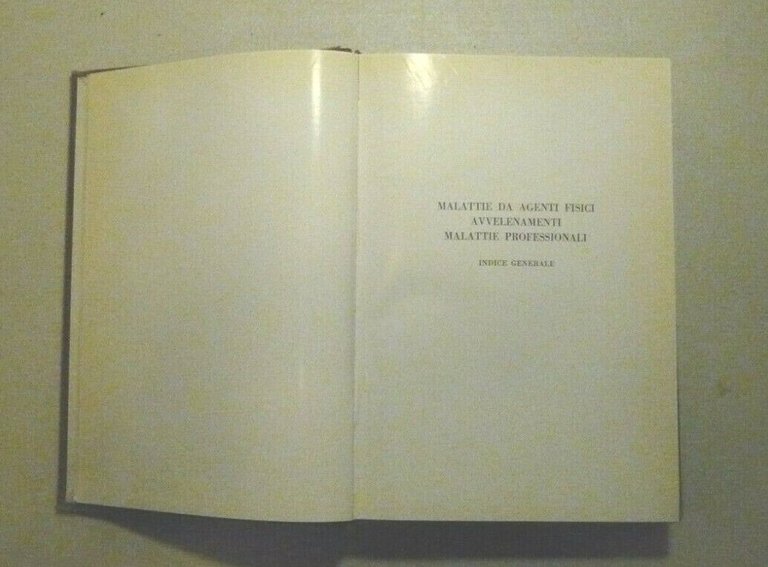 MALATTIE DA AGENTI FISICI
AVVELENAMENTI
MALATTIE PROFESSIONALI
INDICE GENERALE